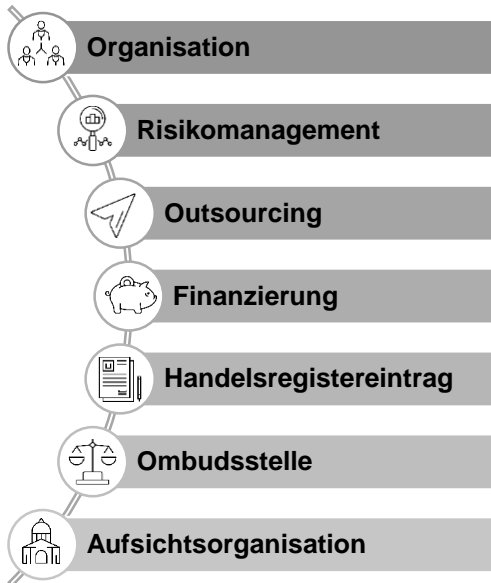 Organisation
Risikomanagement
Outsourcing
Finanzierung
Handelsregistereintrag
Ombudsstelle
Aufsichtsorganisation